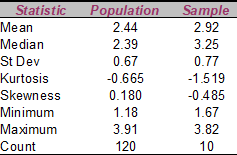 Statistic Population Sample
Mean 2.44 2.92
Median 2.39 3.25
St Dev 0.67 0.77
Kurtosis -0.665 -1.519
Skewness 0.180 -0.485
Minimum 1.18 1.67
Maximum 3.91 3.82
Count 120 10